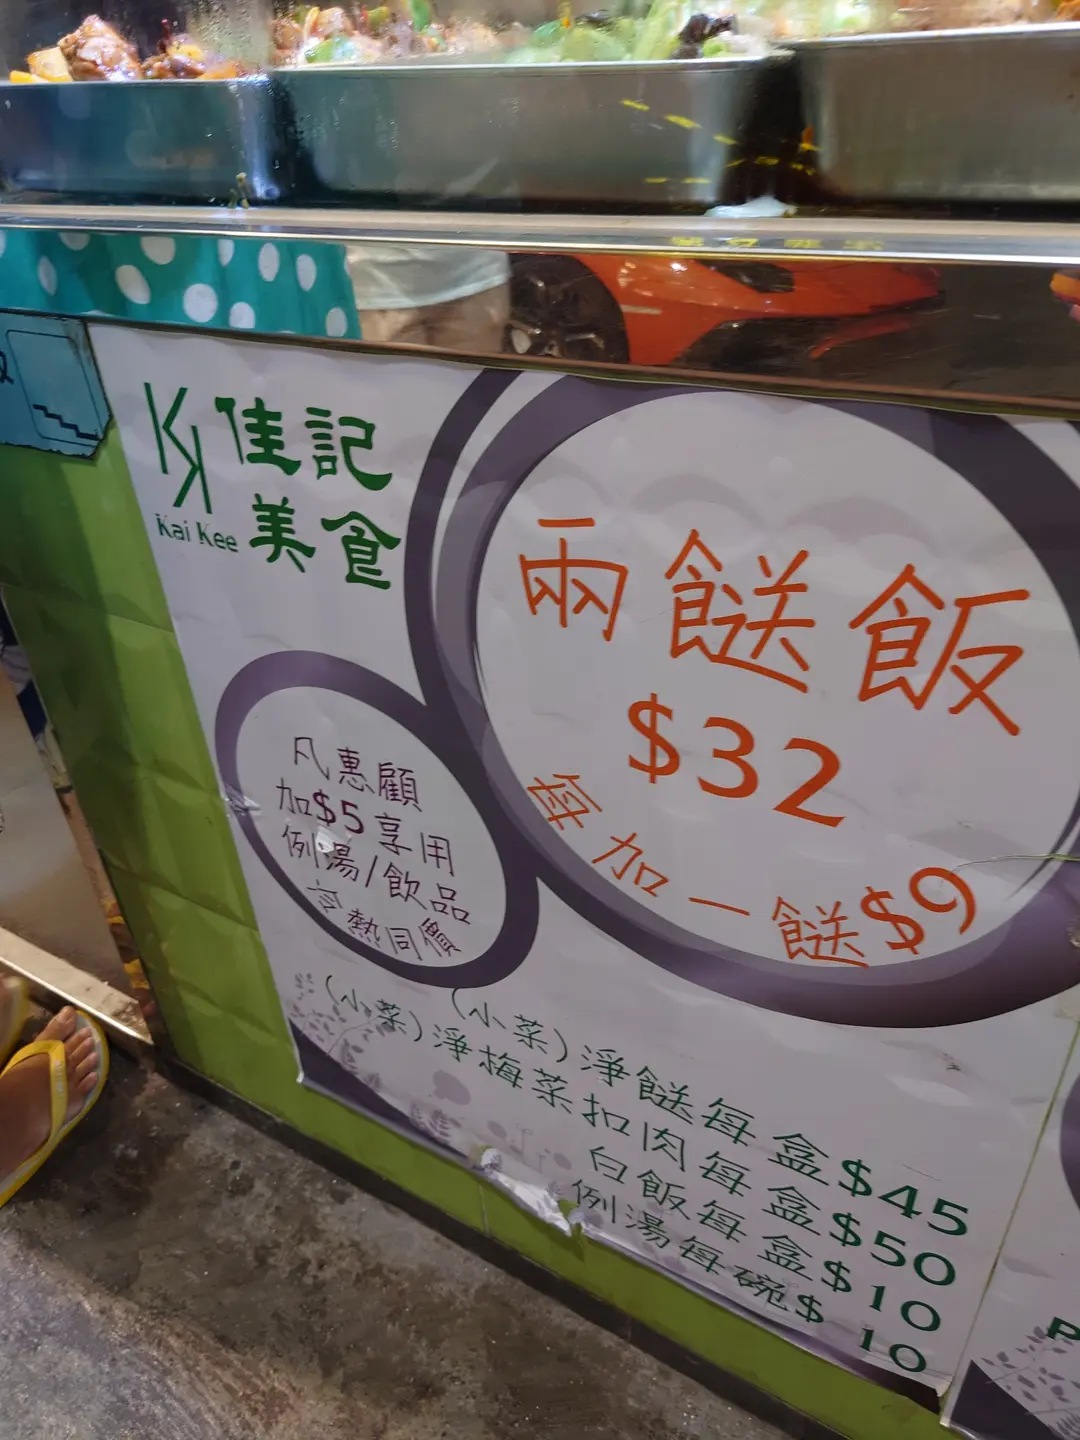 佳記
美食
Kai Kee
兩餸飯
$32
每加一餸$9
凡惠顧
加$5享用
例湯/飲品
冷熱同價
(小菜)淨餸每盒$45
(小菜)淨梅菜扣肉每盒$50
白飯每盒$10
例湯每碗$10